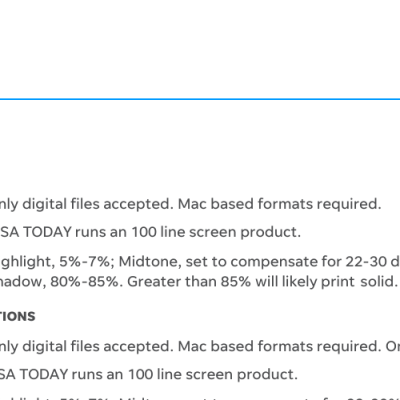 nly digital files accepted. Mac based formats required.
SA TODAY runs an 100 line screen product.
ghlight, 5%-7%; Midtone, set to compensate for 22-30 d
hadow, 80%-85%. Greater than 85% will likely print solid.
TIONS
nly digital files accepted. Mac based formats required. O
SA TODAY runs an 100 line screen product.